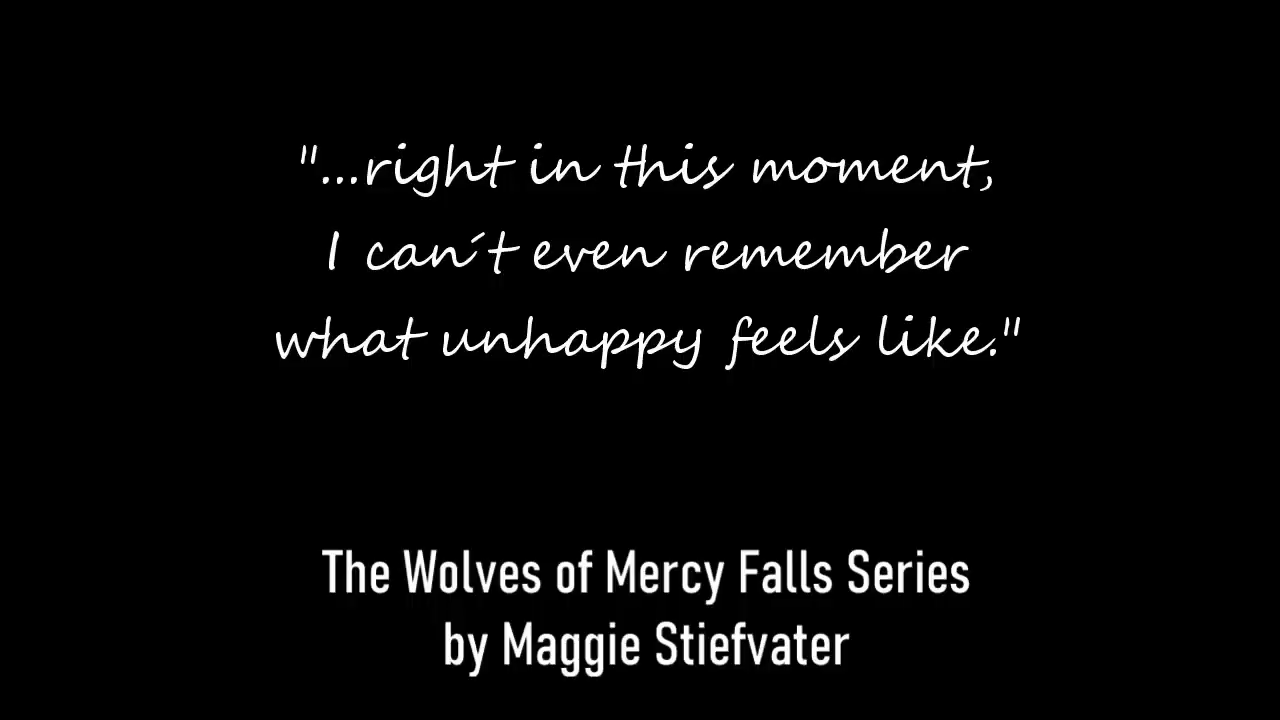 "...right in this moment,
I can´t even remember
what unhappy feels like."
The Wolves of Mercy Falls Series
by Maggie Stiefvater